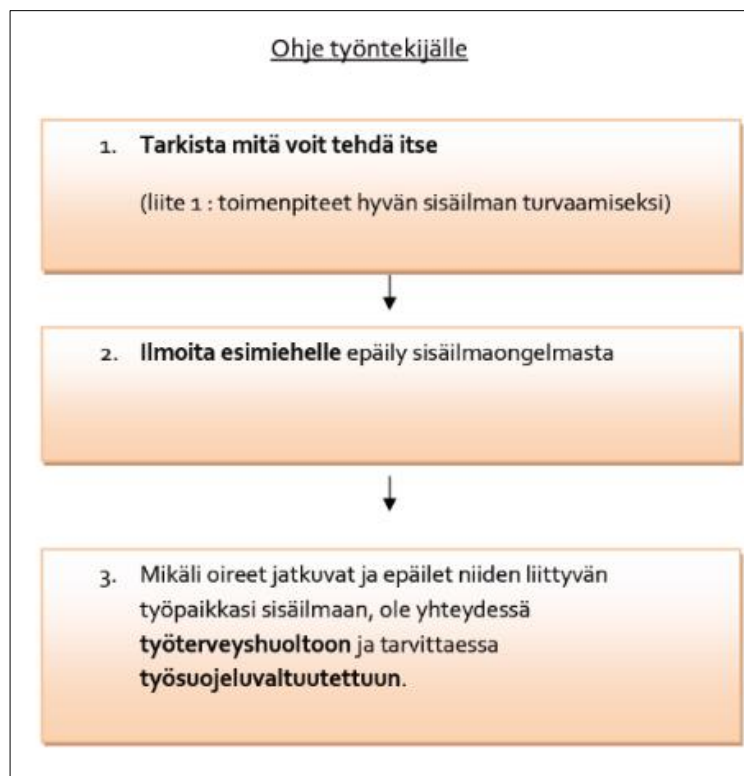 Ohje työntekijälle
1. Tarkista mitä voit tehdä itse
(liite 1 : toimenpiteet hyvän sisäilman turvaamiseksi)
2. Ilmoita esimiehelle epäily sisäilmaongelmasta
3. Mikäli oireet jatkuvat ja epäilet niiden liittyvän
työpaikkasi sisäilmaan, ole yhteydessä
työterveyshuoltoon ja tarvittaessa
työsuojeluvaltuutettuun.